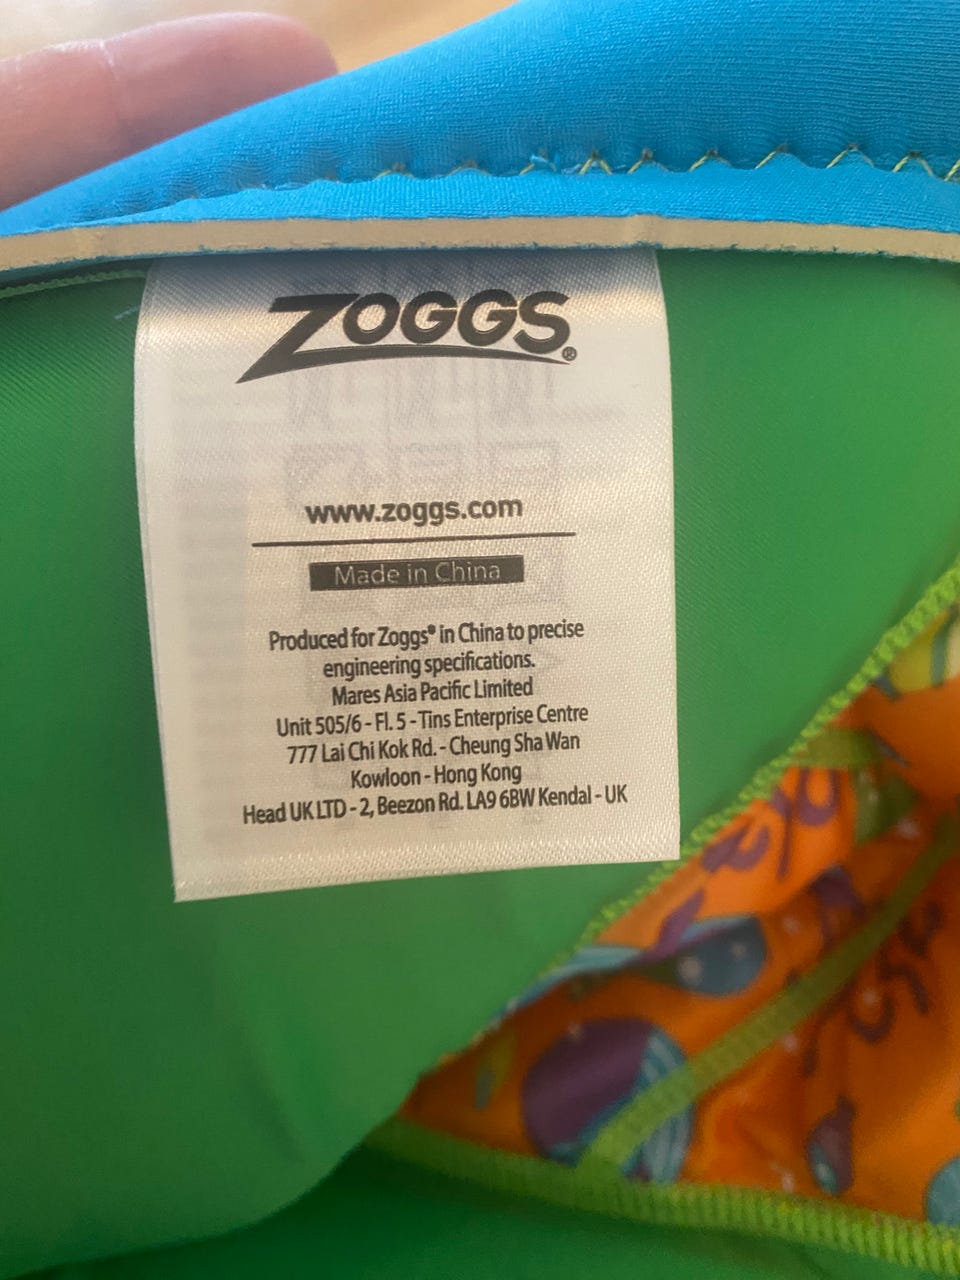 ZOGGS®
www.zoggs.com
Made in China
Produced for Zoggs® in China to precise
engineering specifications.
Mares Asia Pacific Limited
Unit 505/6 - Fl. 5 - Tins Enterprise Centre
777 Lai Chi Kok Rd. - Cheung Sha Wan
Kowloon - Hong Kong
Head UK LTD - 2, Beezon Rd. LA9 6BW Kendal - UK